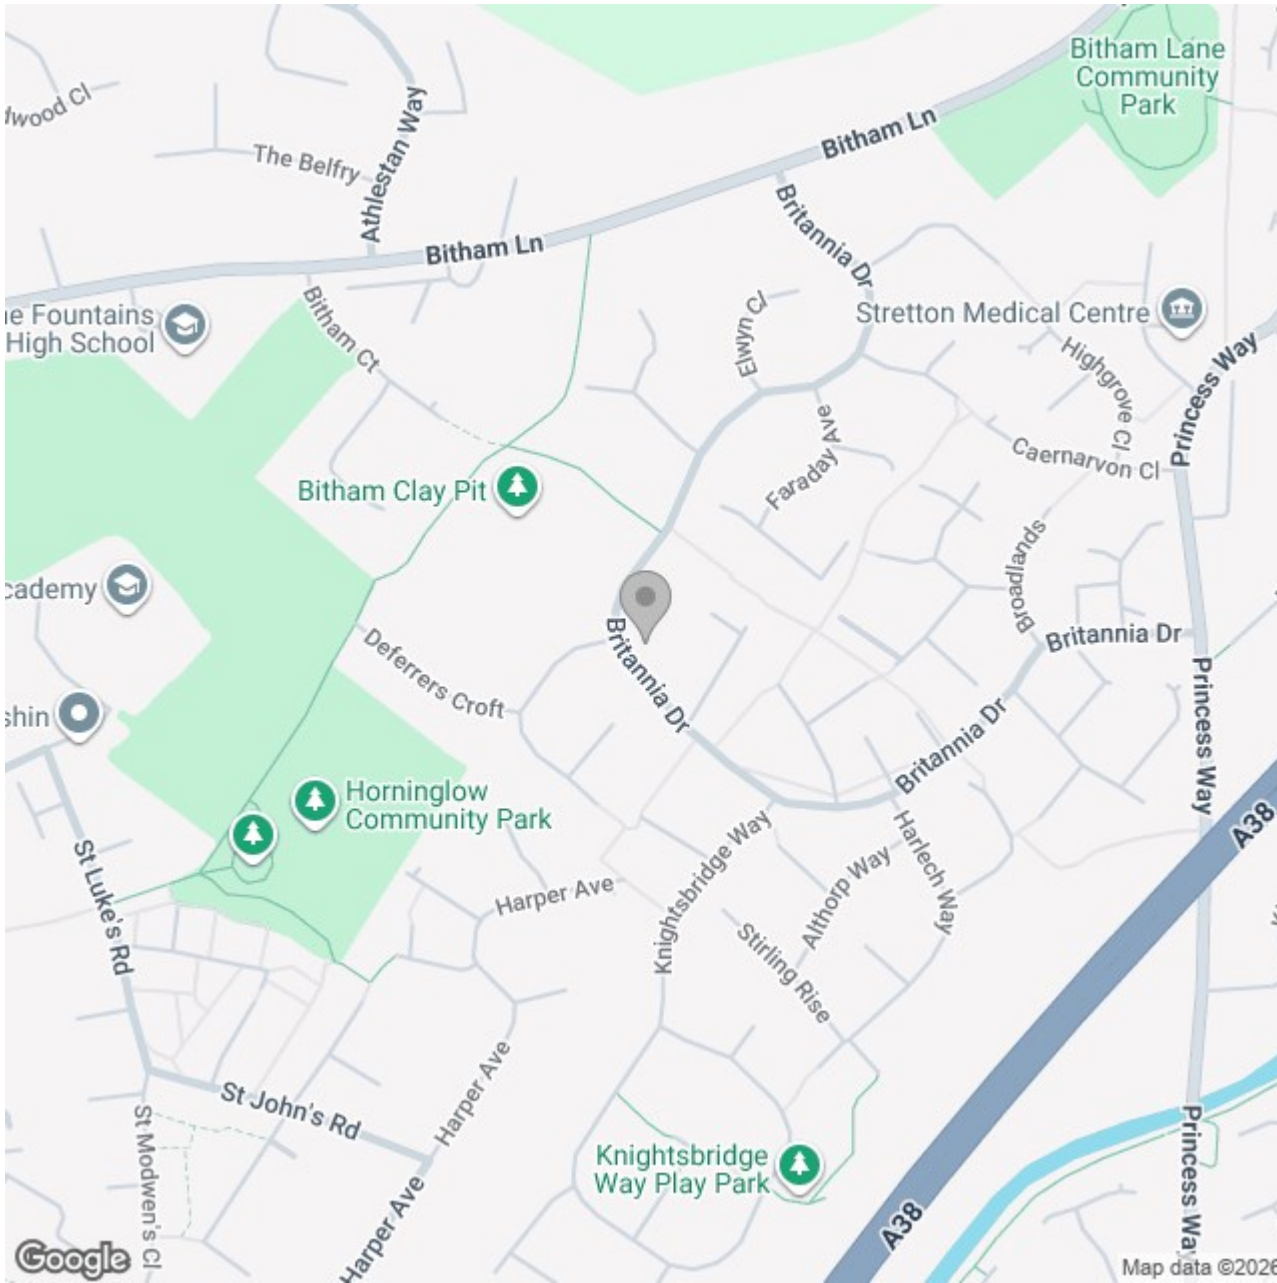 Bitham Lane
Community
Park
dwood Cl
Athlestan Way
The Belfry
Bitham Ln
Bitham Ln
Britannia Dr
Elwyn Cl
Stretton Medical Centre
Bitham Ct
e Fountains
High School
Highgrove Cl
Princess Way
Faraday Ave
Caernarvon Cl
Bitham Clay Pit
Broadlands
cademy
Deferrers Croft
Britannia Dr
Britannia Dr
shin
Princess Way
Britannia Dr
Horninglow
Community Park
A38
St Luke's Rd
Harper Ave
Knightsbridge Way
Althorp Way
Harlech Way
Stirling Rise
Harper Ave
St John's Rd
St Modwen's Cl
Knightsbridge
Way Play Park
Princess Way
Harper Ave
A38
Google
Map data ©2026